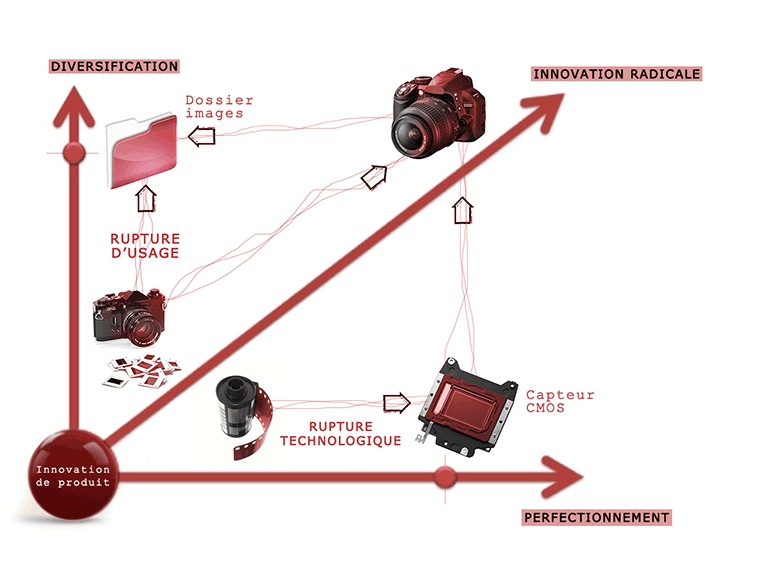 DIVERSIFICATION
INNOVATION RADICALE
Dossier
images
RUPTURE
D'USAGE
Capteur
CMOS
RUPTURE
TECHNOLOGIQUE
Innovation
de produit
PERFECTIONNEMENT